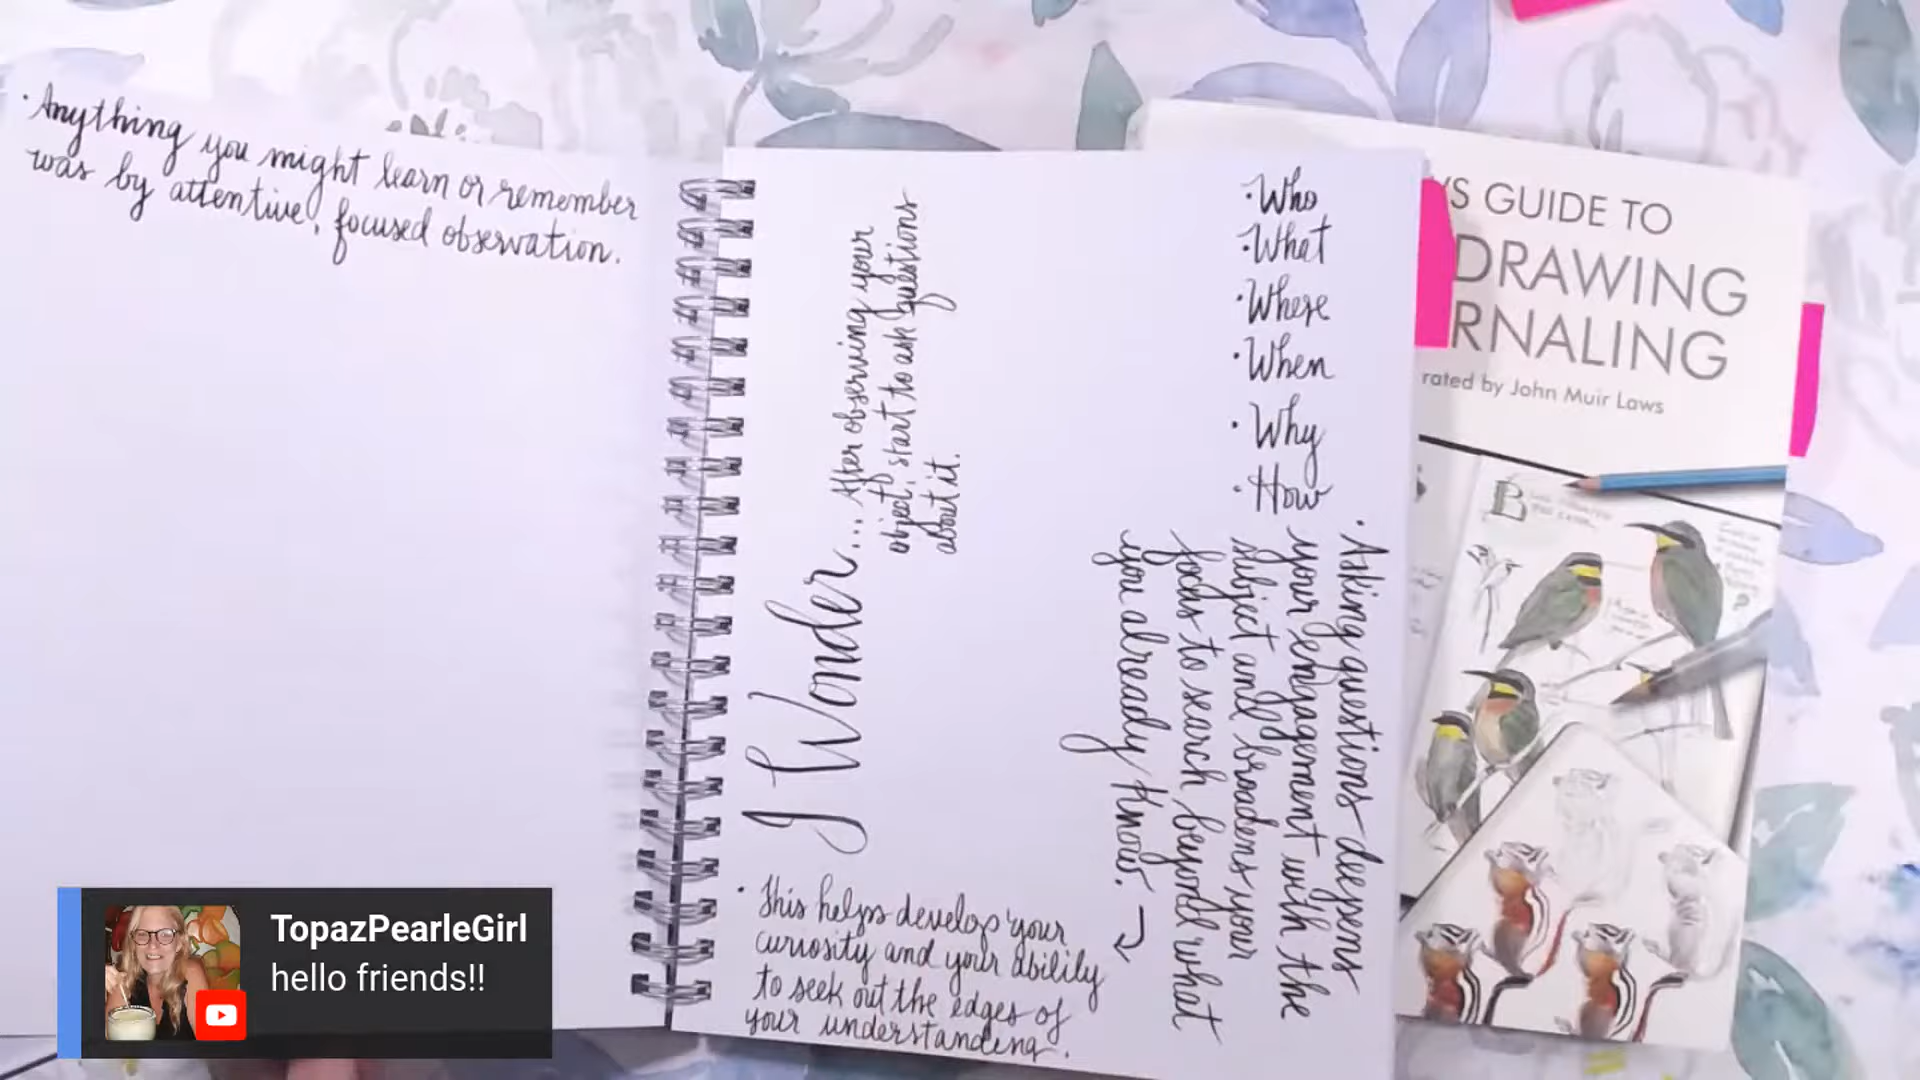 · Anything you might learn or remember
was by attentive, focused observation.
I Wonder... After observing your
object, start to ask questions
about it.
· Who
· What
· Where
· When
· Why
· How
· Asking questions deepens
your engagement with the
subject and broadens your
focus to search beyond what
you already know.
· This helps develop your
curiosity and your ability
to seek out the edges of
your understanding.
S GUIDE TO
DRAWING
RNALING
rated by John Muir Laws
B
?
TopazPearleGirl
hello friends!!